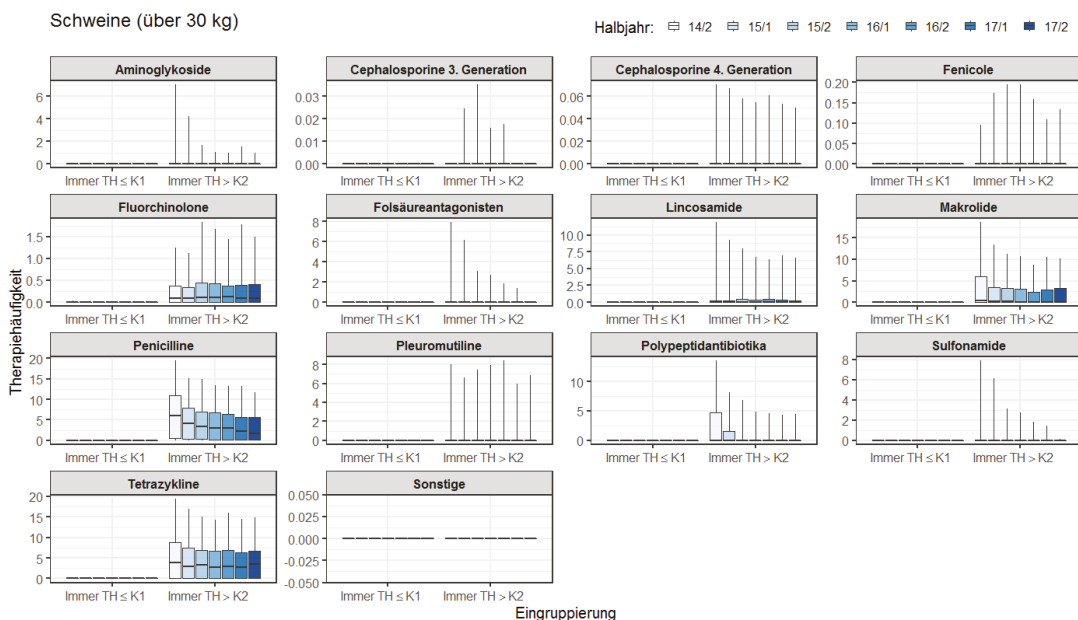 Schweine (über 30 kg)
Halbjahr: 14/2 15/1 15/2 16/1 16/2 17/1 17/2
Aminoglykoside
6
4
2
0
Immer TH ≤ K1 Immer TH > K2
Cephalosporine 3. Generation
0.03
0.02
0.01
0.00
Immer TH ≤ K1 Immer TH > K2
Cephalosporine 4. Generation
0.06
0.04
0.02
0.00
Immer TH ≤ K1 Immer TH > K2
Fenicole
0.20
0.15
0.10
0.05
0.00
Immer TH ≤ K1 Immer TH > K2
Fluorchinolone
1.5
1.0
0.5
0.0
Immer TH ≤ K1 Immer TH > K2
Folsäureantagonisten
8
6
4
2
0
Immer TH ≤ K1 Immer TH > K2
Lincosamide
10.0
7.5
5.0
2.5
0.0
Immer TH ≤ K1 Immer TH > K2
Makrolide
15
10
5
0
Immer TH ≤ K1 Immer TH > K2
Penicilline
20
15
10
5
0
Immer TH ≤ K1 Immer TH > K2
Pleuromutiline
8
6
4
2
0
Immer TH ≤ K1 Immer TH > K2
Polypeptidantibiotika
10
5
0
Immer TH ≤ K1 Immer TH > K2
Sulfonamide
8
6
4
2
0
Immer TH ≤ K1 Immer TH > K2
Tetrazykline
20
15
10
5
0
Immer TH ≤ K1 Immer TH > K2
Sonstige
0.050
0.025
0.000
-0.025
-0.050
Immer TH ≤ K1 Immer TH > K2
Therapiehäufigkeit
Eingruppierung